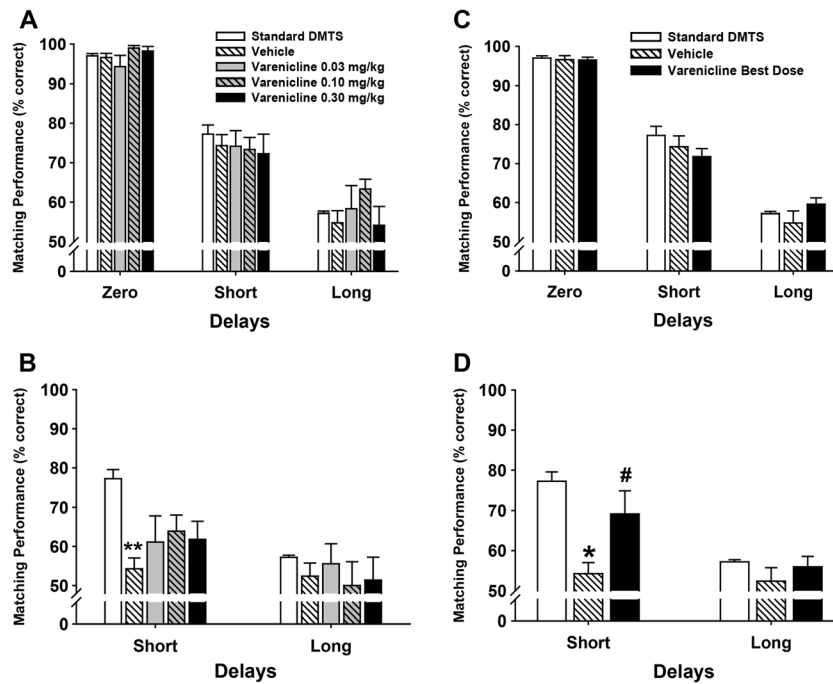 A
Matching Performance (% correct)
100
90
80
70
60
50
0
Standard DMTS
Vehicle
Varenicline 0.03 mg/kg
Varenicline 0.10 mg/kg
Varenicline 0.30 mg/kg
Zero Short Long
Delays
C
Matching Performance (% correct)
100
90
80
70
60
50
0
Standard DMTS
Vehicle
Varenicline Best Dose
Zero Short Long
Delays
B
Matching Performance (% correct)
100
90
80
70
60
50
0
**
Short Long
Delays
D
Matching Performance (% correct)
100
90
80
70
60
50
0
*
#
Short Long
Delays